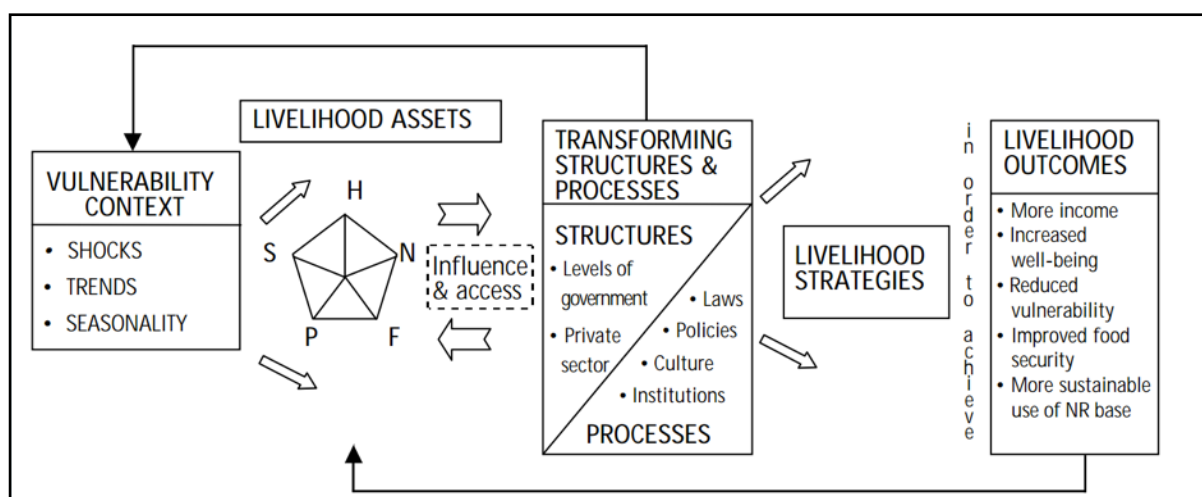 LIVELIHOOD ASSETS
VULNERABILITY
CONTEXT
• SHOCKS
• TRENDS
• SEASONALITY
H
S
N
P
F
Influence
& access
TRANSFORMING
STRUCTURES &
PROCESSES
STRUCTURES
• Levels of
government
• Private
sector
• Laws
• Policies
• Culture
• Institutions
PROCESSES
LIVELIHOOD
STRATEGIES
in order to achieve
LIVELIHOOD
OUTCOMES
• More income
• Increased
well-being
• Reduced
vulnerability
• Improved food
security
• More sustainable
use of NR base